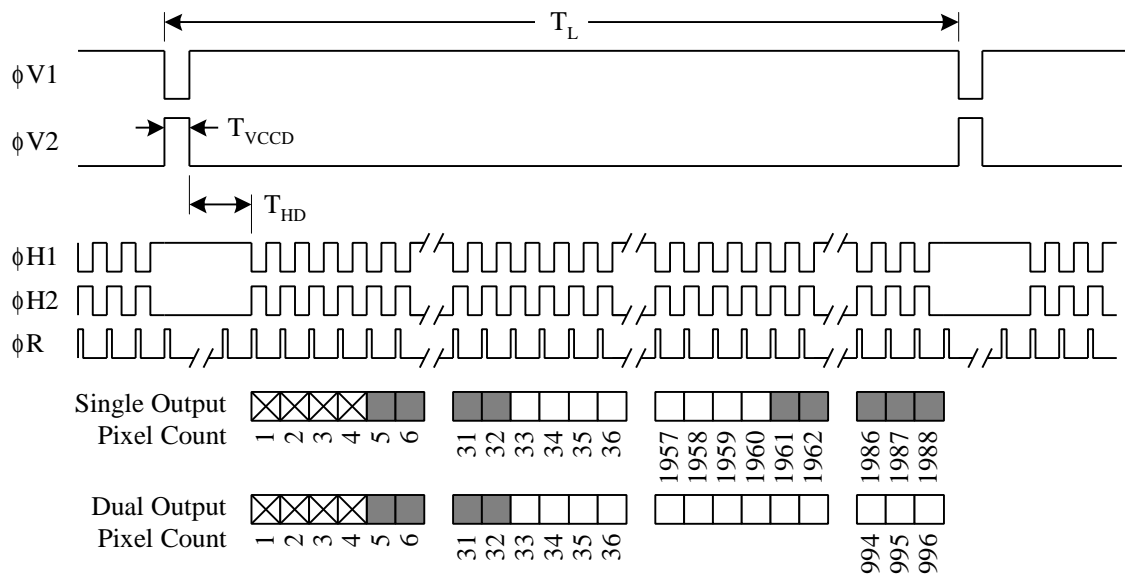 T_L
φV1
T_VCCD
φV2
T_HD
φH1
φH2
φR
Single Output
Pixel Count
1 2 3 4 5 6 31 32 33 34 35 36 1957 1958 1959 1960 1961 1962 1986 1987 1988
Dual Output
Pixel Count
1 2 3 4 5 6 31 32 33 34 35 36 994 995 996